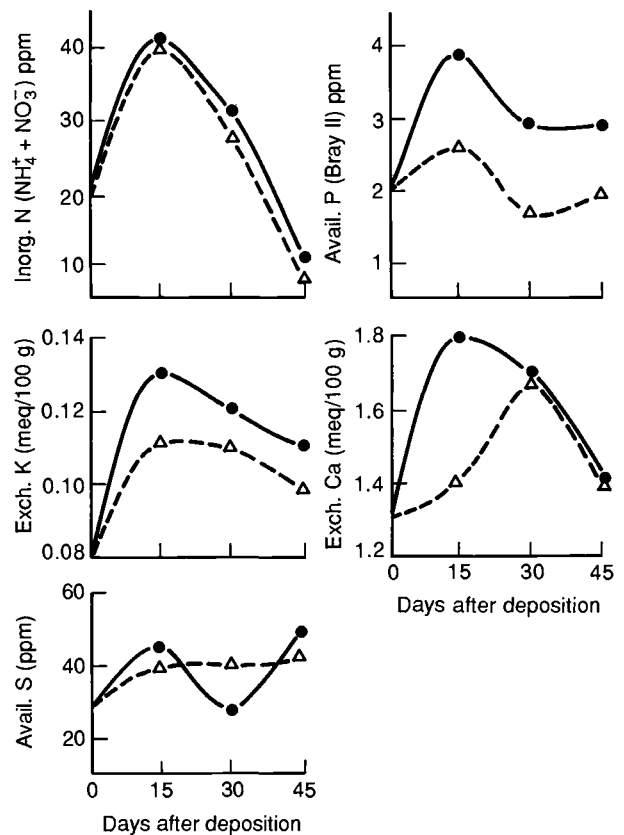 Inorg. N (NH₄⁺ + NO₃⁻) ppm
40
30
20
10
Avail. P (Bray II) ppm
4
3
2
1
Exch. K (meq/100 g)
0.14
0.12
0.10
0.08
Exch. Ca (meq/100 g)
1.8
1.6
1.4
1.2
0 15 30 45
Days after deposition
Avail. S (ppm)
60
40
20
0 15 30 45
Days after deposition